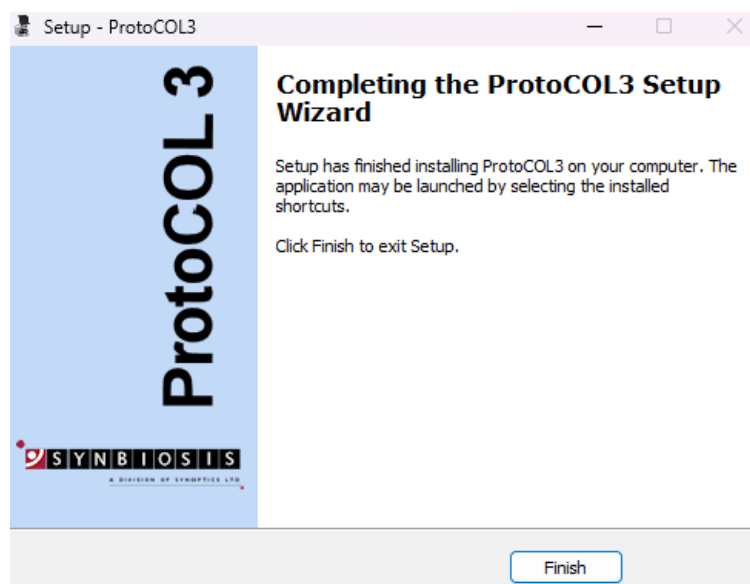 Setup - ProtoCOL3
ProtoCOL 3
Completing the ProtoCOL3 Setup
Wizard
Setup has finished installing ProtoCOL3 on your computer. The
application may be launched by selecting the installed
shortcuts.
Click Finish to exit Setup.
SYNBIOSIS
A DIVISION OF SYNOPTICS LTD
Finish